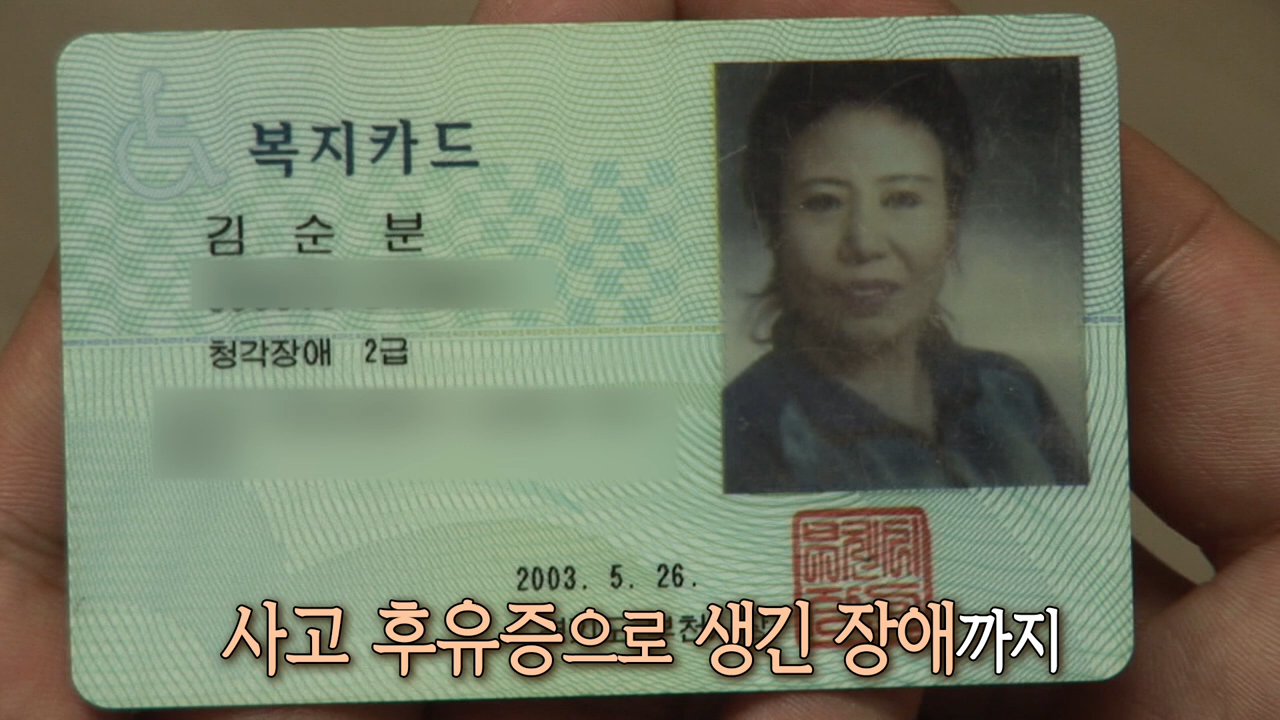 복지카드
김 순 분
청각장애 2급
2003. 5. 26.
사고 후유증으로 생긴 장애까지